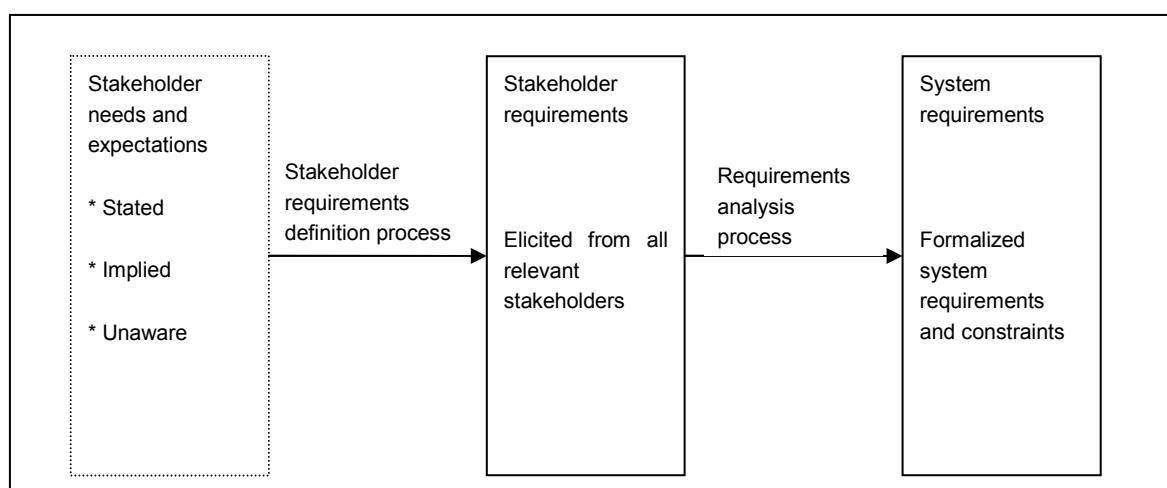 Stakeholder
needs and
expectations
* Stated
* Implied
* Unaware
Stakeholder
requirements
definition process
Stakeholder
requirements
Elicited from all
relevant
stakeholders
Requirements
analysis
process
System
requirements
Formalized
system
requirements
and constraints